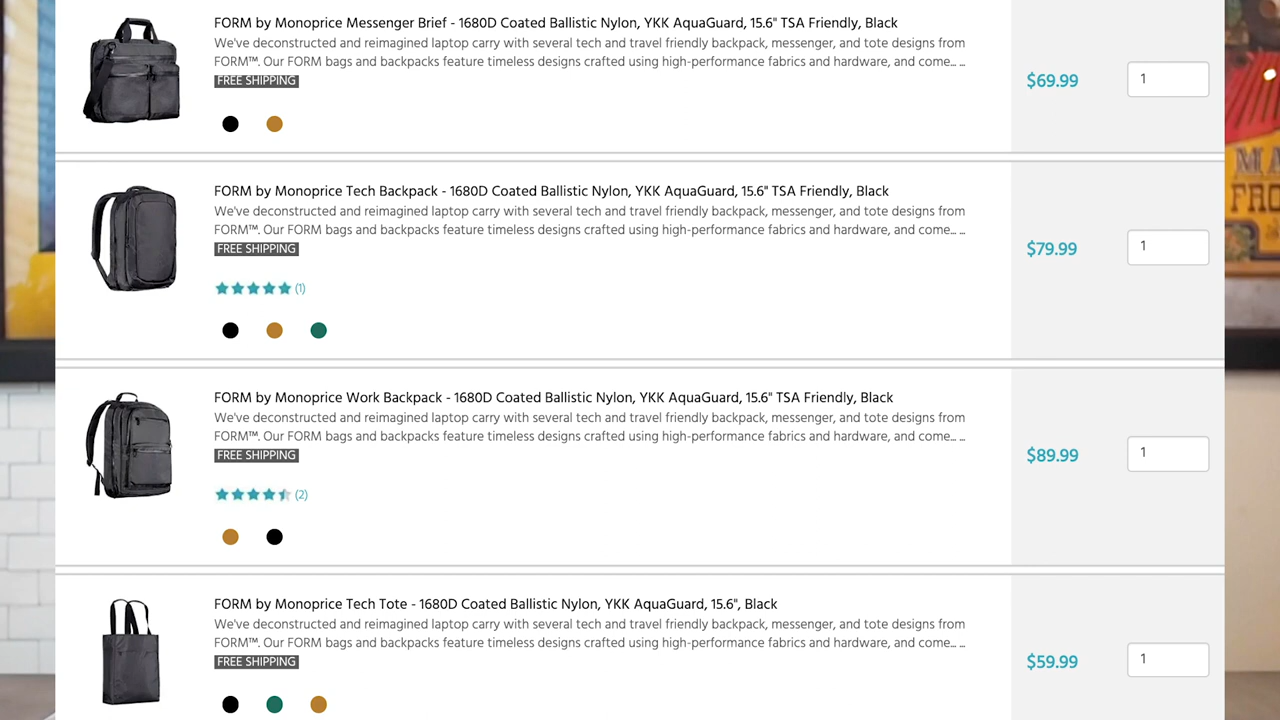 FORM by Monoprice Messenger Brief - 1680D Coated Ballistic Nylon, YKK AquaGuard, 15.6" TSA Friendly, Black
We've deconstructed and reimagined laptop carry with several tech and travel friendly backpack, messenger, and tote designs from
FORM™. Our FORM bags and backpacks feature timeless designs crafted using high-performance fabrics and hardware, and come... ...
FREE SHIPPING
$69.99
1
FORM by Monoprice Tech Backpack - 1680D Coated Ballistic Nylon, YKK AquaGuard, 15.6" TSA Friendly, Black
We've deconstructed and reimagined laptop carry with several tech and travel friendly backpack, messenger, and tote designs from
FORM™. Our FORM bags and backpacks feature timeless designs crafted using high-performance fabrics and hardware, and come... ...
FREE SHIPPING
$79.99
1
(1)
FORM by Monoprice Work Backpack - 1680D Coated Ballistic Nylon, YKK AquaGuard, 15.6" TSA Friendly, Black
We've deconstructed and reimagined laptop carry with several tech and travel friendly backpack, messenger, and tote designs from
FORM™. Our FORM bags and backpacks feature timeless designs crafted using high-performance fabrics and hardware, and come... ...
FREE SHIPPING
$89.99
1
(2)
FORM by Monoprice Tech Tote - 1680D Coated Ballistic Nylon, YKK AquaGuard, 15.6", Black
We've deconstructed and reimagined laptop carry with several tech and travel friendly backpack, messenger, and tote designs from
FORM™. Our FORM bags and backpacks feature timeless designs crafted using high-performance fabrics and hardware, and come... ...
FREE SHIPPING
$59.99
1